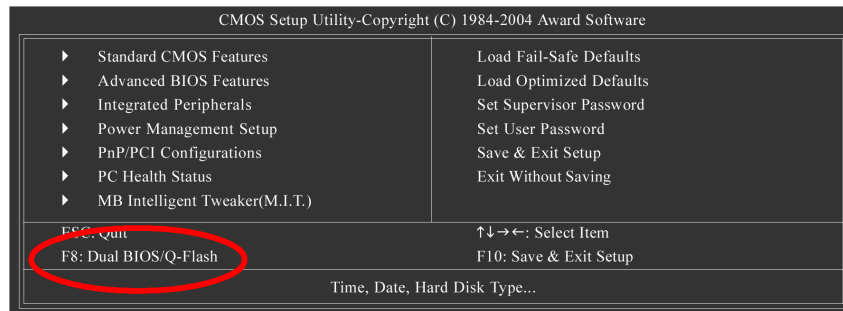 CMOS Setup Utility-Copyright (C) 1984-2004 Award Software
Standard CMOS Features
Advanced BIOS Features
Integrated Peripherals
Power Management Setup
PnP/PCI Configurations
PC Health Status
MB Intelligent Tweaker(M.I.T.)
Load Fail-Safe Defaults
Load Optimized Defaults
Set Supervisor Password
Set User Password
Save & Exit Setup
Exit Without Saving
ESC: Quit
↑↓→←: Select Item
F8: Dual BIOS/Q-Flash
F10: Save & Exit Setup
Time, Date, Hard Disk Type...